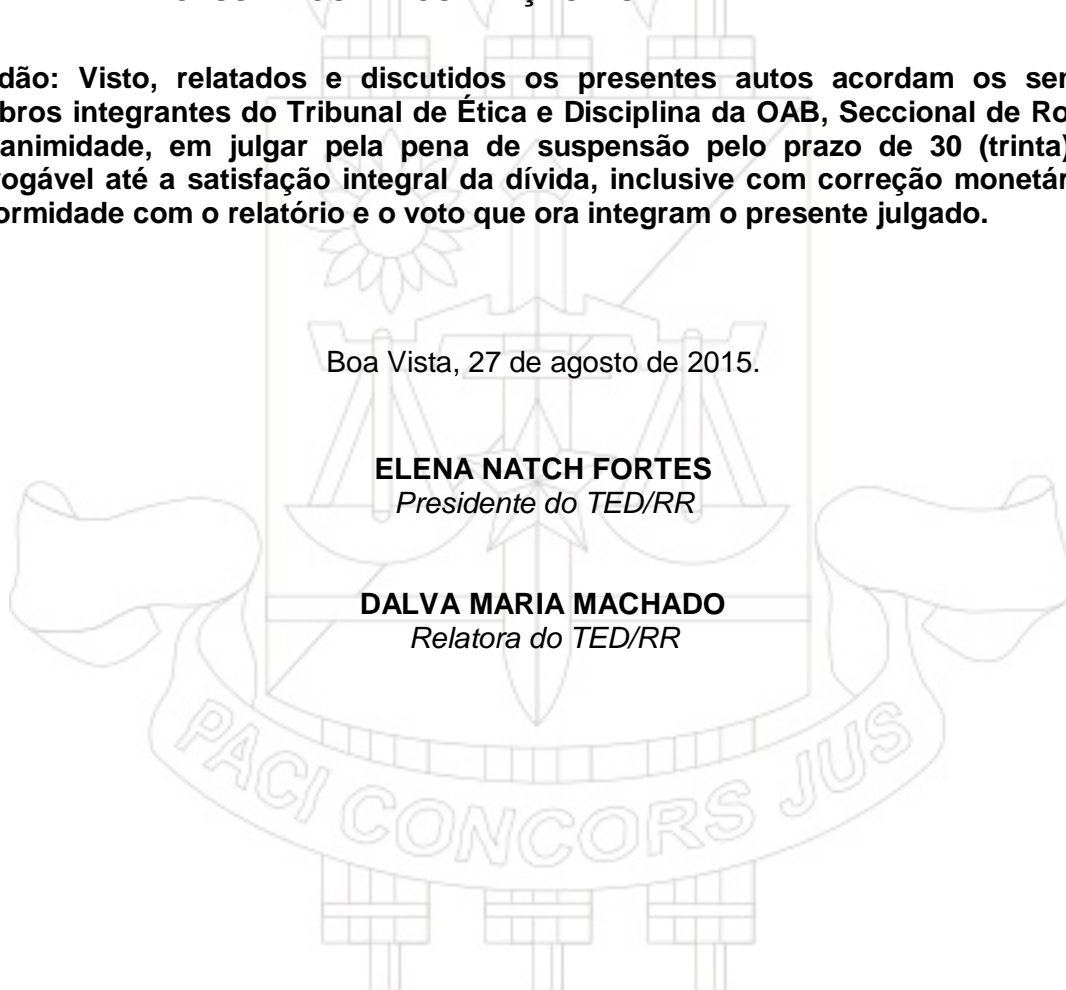 dão: Visto, relatados e discutidos os presentes autos acordam os sen
bros integrantes do Tribunal de Ética e Disciplina da OAB, Seccional de Ro
animidade, em julgar pela pena de suspensão pelo prazo de 30 (trinta)
rogável até a satisfação integral da dívida, inclusive com correção monetár
ormidade com o relatório e o voto que ora integram o presente julgado.
Boa Vista, 27 de agosto de 2015.
ELENA NATCH FORTES
Presidente do TED/RR
DALVA MARIA MACHADO
Relatora do TED/RR
PACI CONCORS JUS